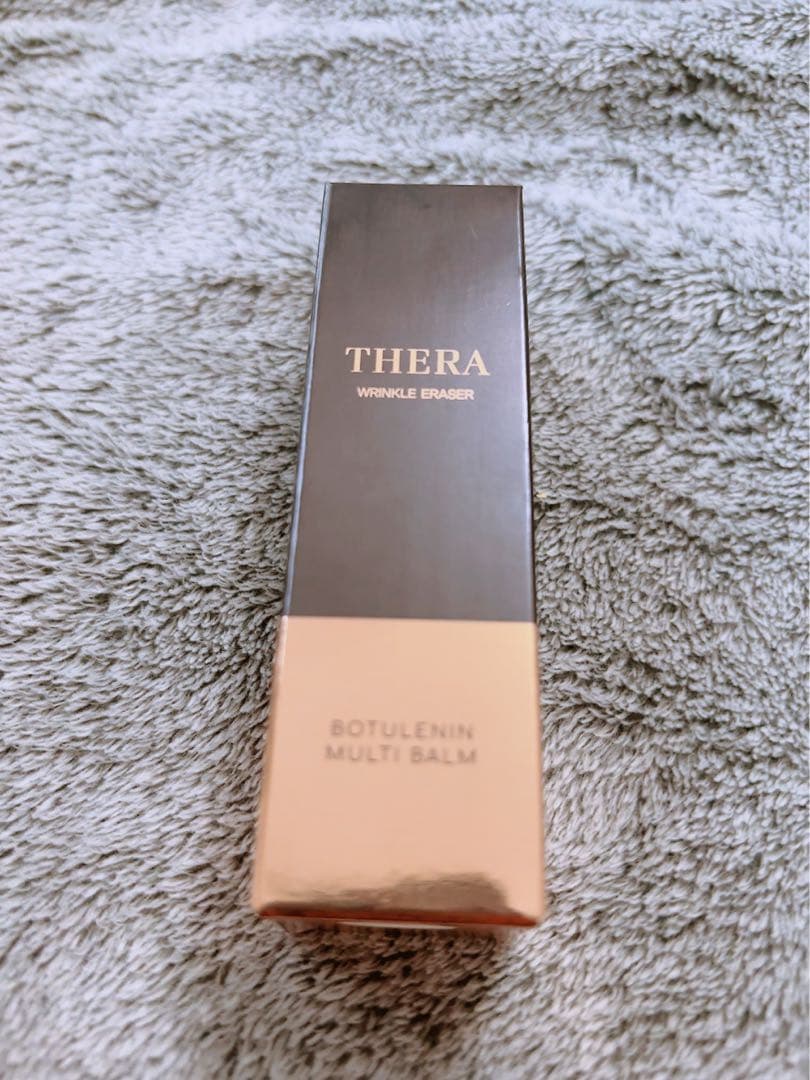 THERA
WRINKLE ERASER
BOTULENIN
MULTI BALM